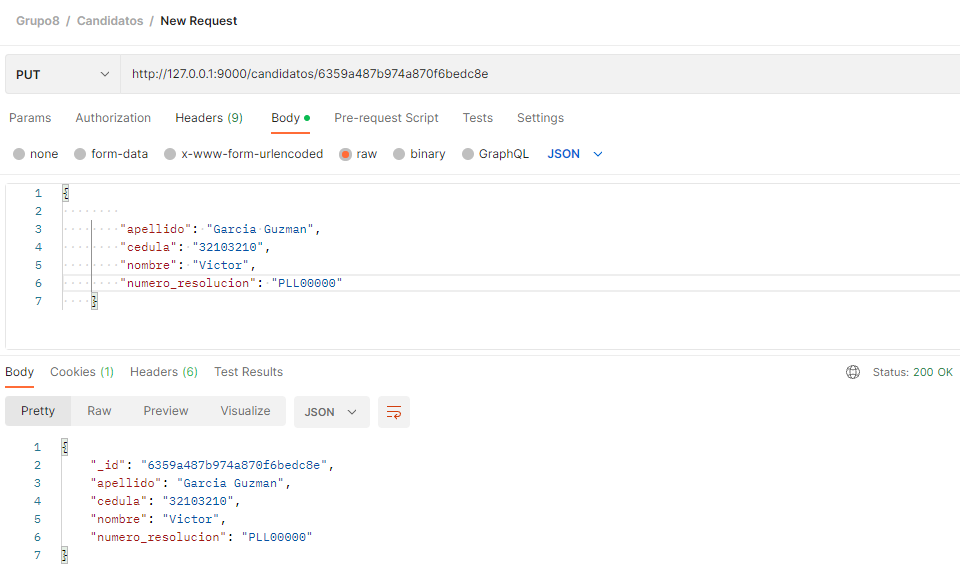 Grupo8 / Candidatos / New Request
PUT http://127.0.0.1:9000/candidatos/6359a487b974a870f6bedc8e
Params Authorization Headers (9) Body Pre-request Script Tests Settings
none form-data x-www-form-urlencoded raw binary GraphQL JSON
1 {
2
3 "apellido": "Garcia Guzman",
4 "cedula": "32103210",
5 "nombre": "Victor",
6 "numero_resolucion": "PLL00000"
7 }
Body Cookies (1) Headers (6) Test Results Status: 200 OK
Pretty Raw Preview Visualize JSON
1 {
2 "_id": "6359a487b974a870f6bedc8e",
3 "apellido": "Garcia Guzman",
4 "cedula": "32103210",
5 "nombre": "Victor",
6 "numero_resolucion": "PLL00000"
7 }